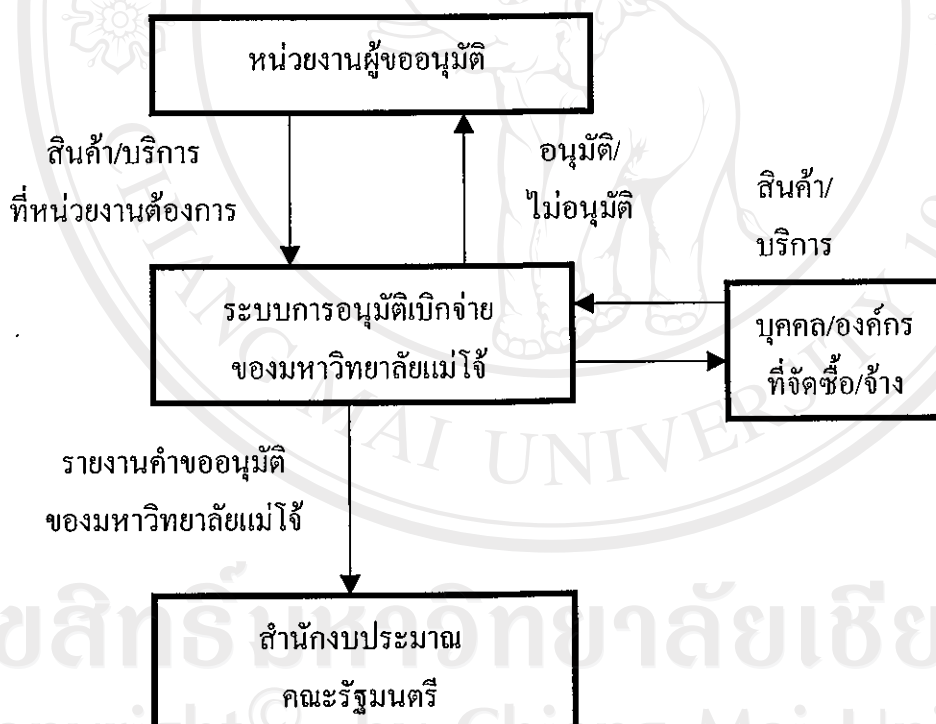 หน่วยงานผู้ขออนุมัติ
สินค้า/บริการ
ที่หน่วยงานต้องการ
อนุมัติ/
ไม่อนุมัติ
สินค้า/
บริการ
ระบบการอนุมัติเบิกจ่าย
ของมหาวิทยาลัยแม่โจ้
บุคคล/องค์กร
ที่จัดซื้อ/จ้าง
CHIANG MAI UNIVERSITY
รายงานคำขออนุมัติ
ของมหาวิทยาลัยแม่โจ้
สำนักงบประมาณ
คณะรัฐมนตรี